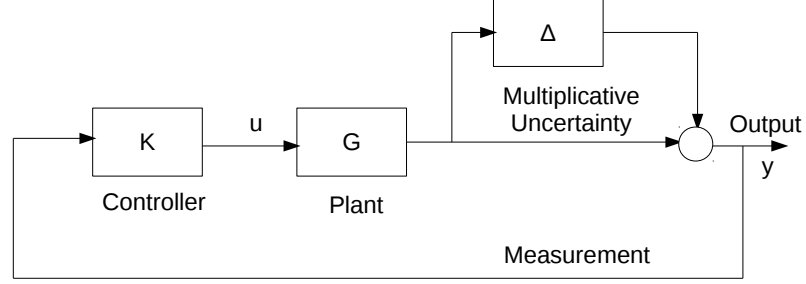 Δ
Multiplicative
Uncertainty
Output
y
u
K
G
Controller
Plant
Measurement